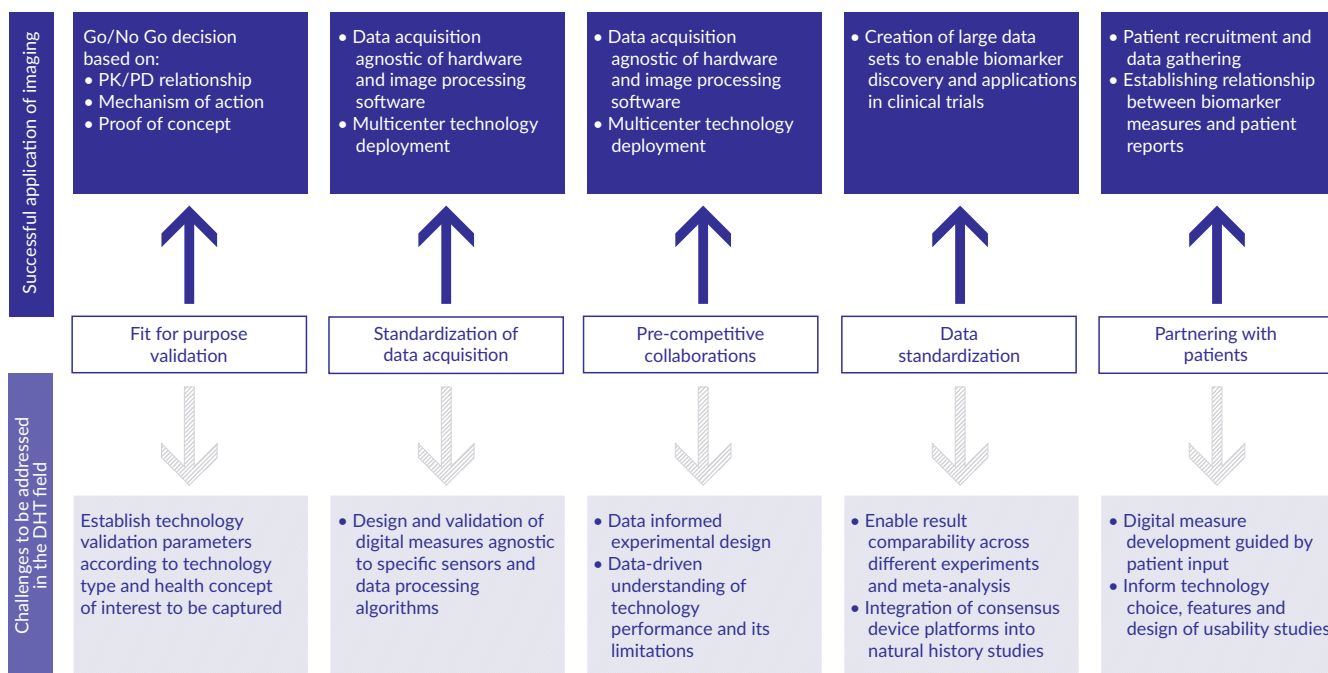 Successful application of imaging
Go/No Go decision
based on:
• PK/PD relationship
• Mechanism of action
• Proof of concept
• Data acquisition
agnostic of hardware
and image processing
software
• Multicenter technology
deployment
• Data acquisition
agnostic of hardware
and image processing
software
• Multicenter technology
deployment
• Creation of large data
sets to enable biomarker
discovery and applications
in clinical trials
• Patient recruitment and
data gathering
• Establishing relationship
between biomarker
measures and patient
reports
Fit for purpose
validation
Standardization of
data acquisition
Pre-competitive
collaborations
Data
standardization
Partnering with
patients
Challenges to be addressed
in the DHT field
Establish technology
validation parameters
according to technology
type and health concept
of interest to be captured
• Design and validation of
digital measures agnostic
to specific sensors and
data processing
algorithms
• Data informed
experimental design
• Data-driven
understanding of
technology
performance and its
limitations
• Enable result
comparability across
different experiments
and meta-analysis
• Integration of consensus
device platforms into
natural history studies
• Digital measure
development guided by
patient input
• Inform technology
choice, features and
design of usability studies